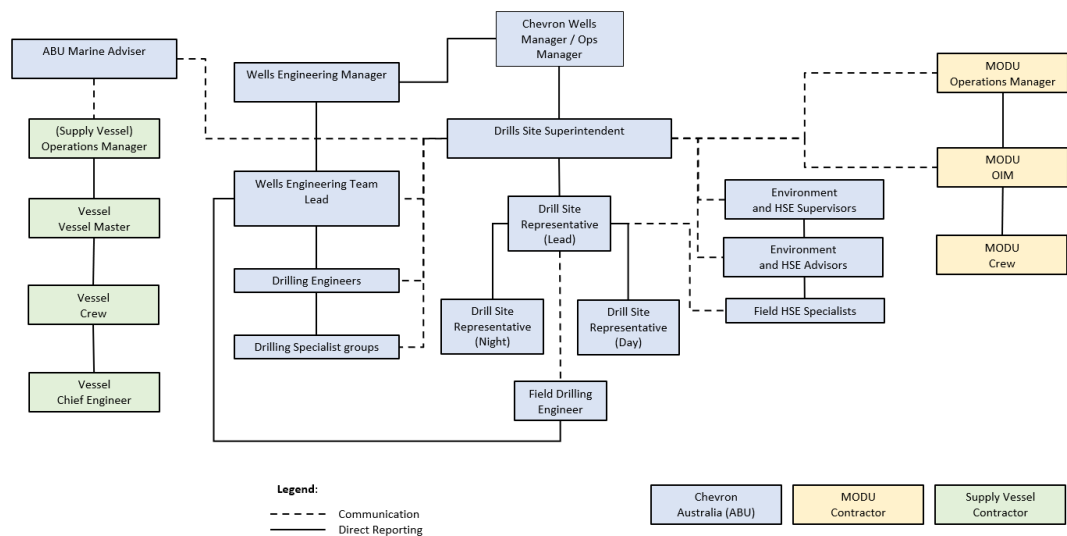 Chevron Wells
Manager / Ops
Manager
ABU Marine Adviser
Wells Engineering Manager
MODU
Operations Manager
(Supply Vessel)
Operations Manager
Drills Site Superintendent
MODU
OIM
Wells Engineering Team
Lead
Environment
and HSE Supervisors
Vessel
Vessel Master
Drill Site
Representative
(Lead)
Environment
and HSE Advisors
MODU
Crew
Drilling Engineers
Vessel
Crew
Drill Site
Representative
(Night)
Drill Site
Representative
(Day)
Field HSE Specialists
Drilling Specialist groups
Vessel
Chief Engineer
Field Drilling
Engineer
Legend:
Communication
Direct Reporting
Chevron
Australia (ABU)
MODU
Contractor
Supply Vessel
Contractor